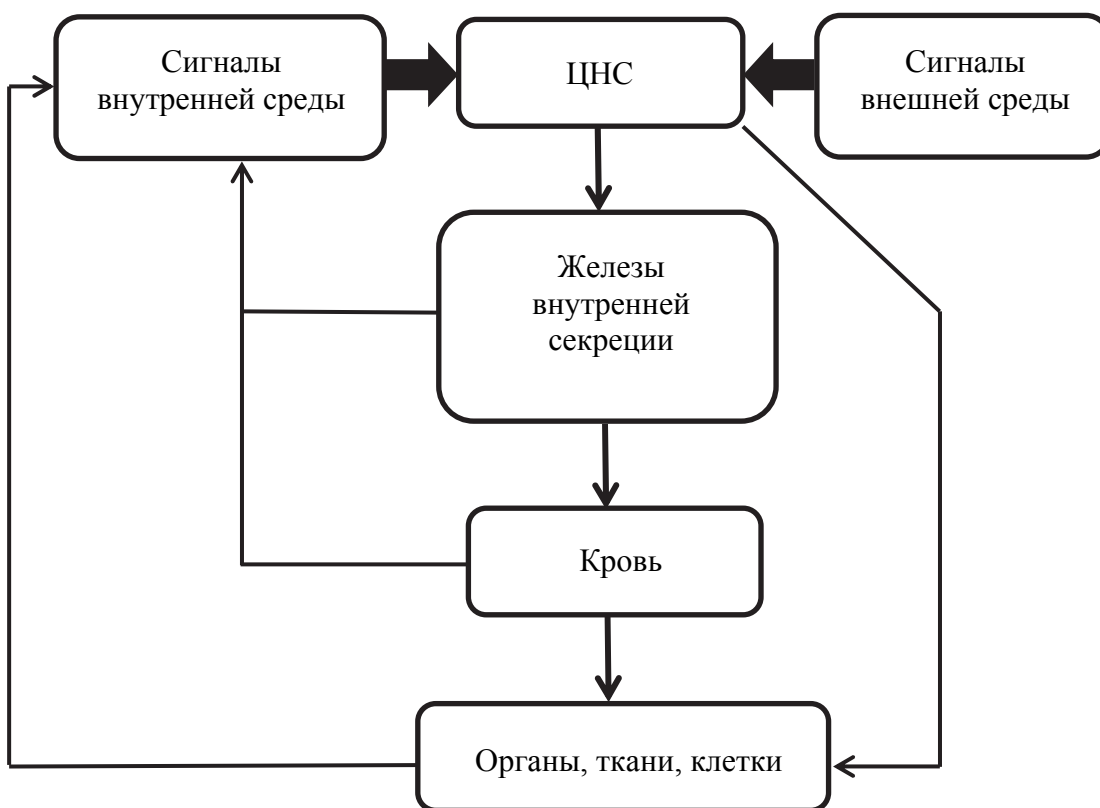 Сигналы
внутренней среды
ЦНС
Сигналы
внешней среды
Железы
внутренней
секреции
Кровь
Органы, ткани, клетки